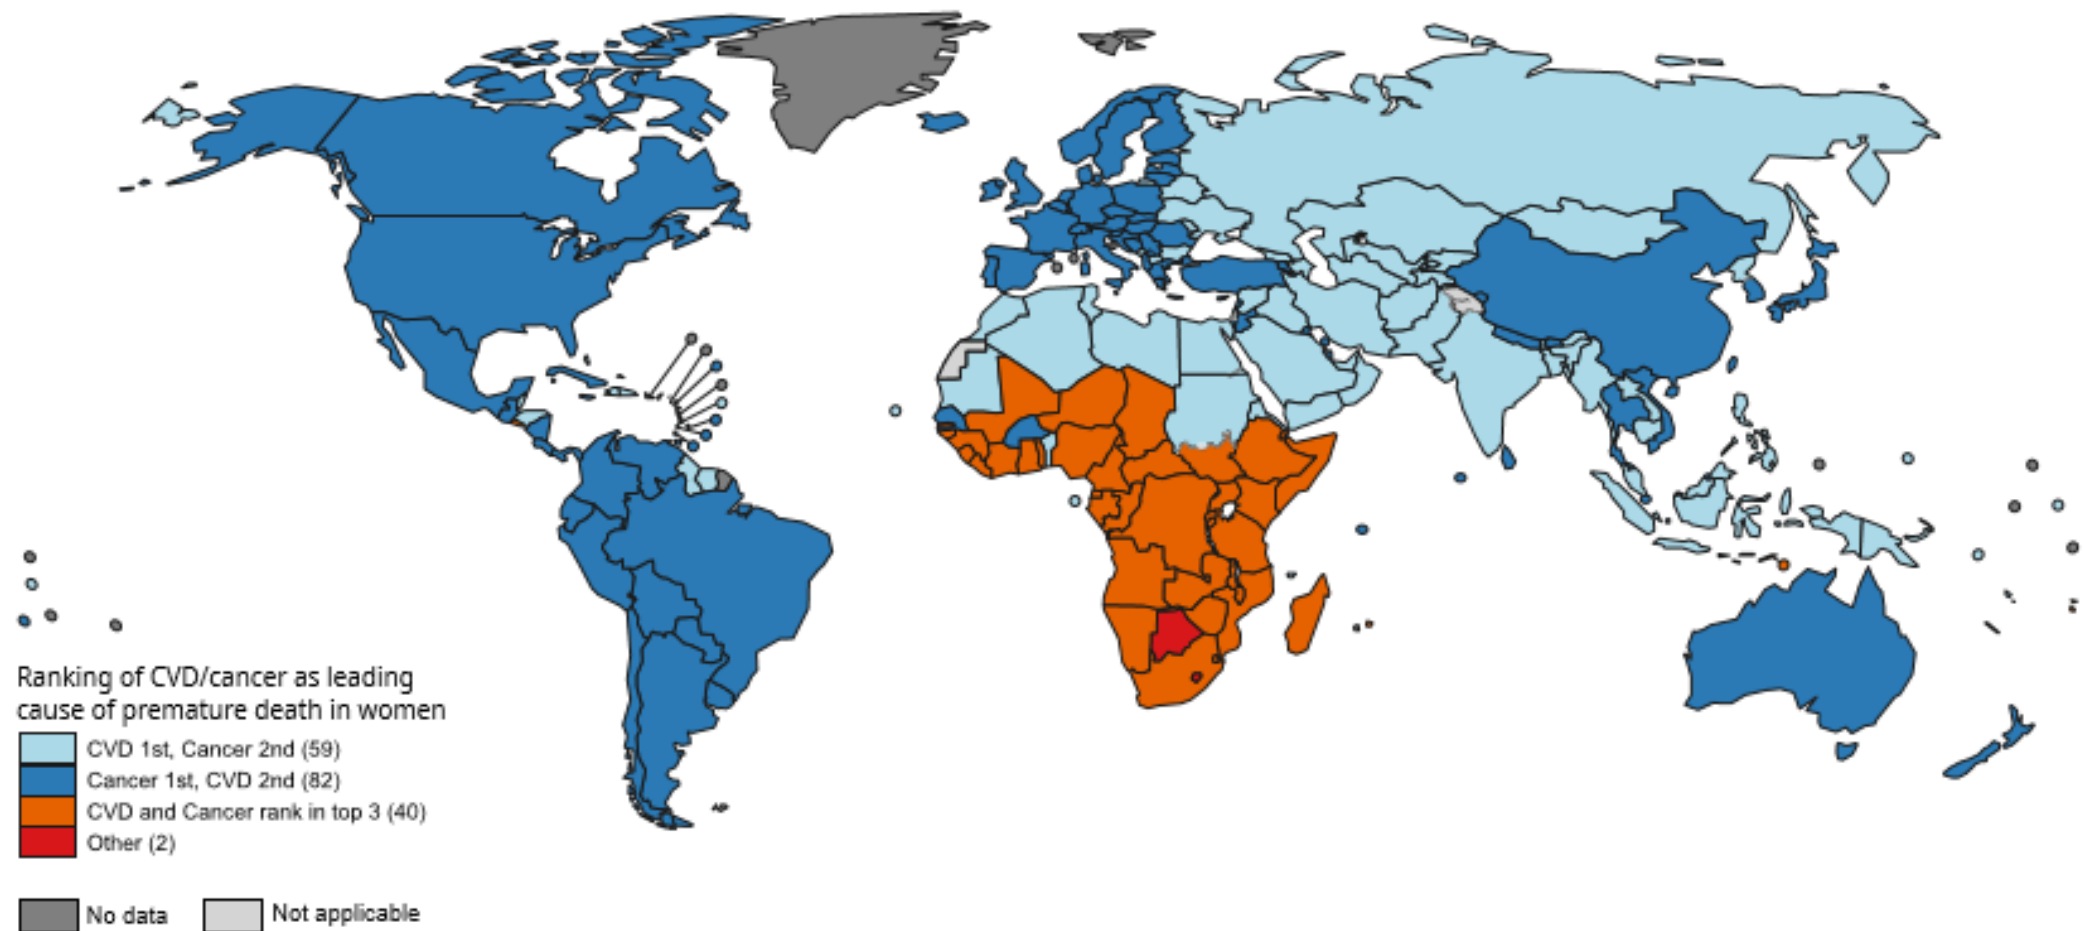 Ranking of CVD/cancer as leading
cause of premature death in women
CVD 1st, Cancer 2nd (59)
Cancer 1st, CVD 2nd (82)
CVD and Cancer rank in top 3 (40)
Other (2)
No data
Not applicable